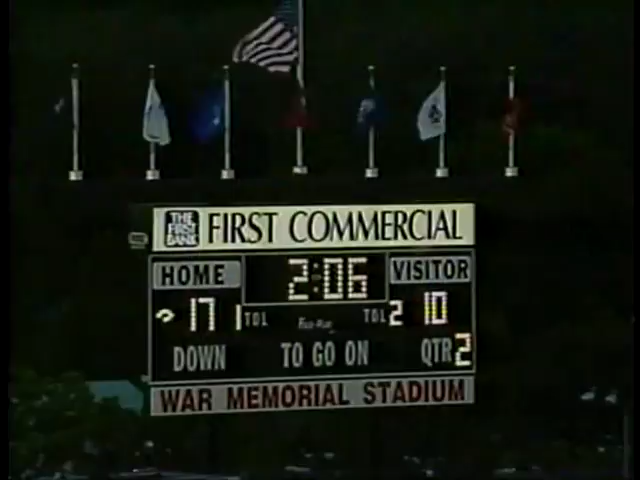 THE FIRST BANK FIRST COMMERCIAL
HOME 2:06 VISITOR
17 1 TOL TOL 2 10
DOWN TO GO ON QTR 2
WAR MEMORIAL STADIUM